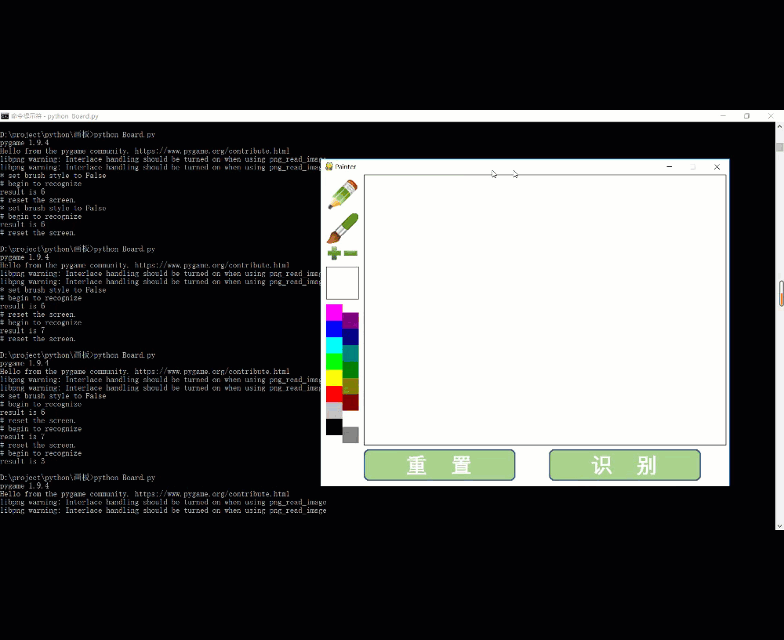 命令提示符 - python Board.py
D:\project\python\画板>python Board.py
pygame 1.9.4
Hello from the pygame community. https://www.pygame.org/contribute.html
libpng warning: Interlace handling should be turned on when using png_read_image
libpng warning: Interlace handling should be turned on when using png_read_image
* set brush style to False
# begin to recognize
result is 6
# reset the screen.
* set brush style to False
# begin to recognize
result is 6
# reset the screen.
D:\project\python\画板>python Board.py
pygame 1.9.4
Hello from the pygame community. https://www.pygame.org/contribute.html
libpng warning: Interlace handling should be turned on when using png_read_image
libpng warning: Interlace handling should be turned on when using png_read_image
* set brush style to False
# begin to recognize
result is 6
# reset the screen.
# begin to recognize
result is 7
# reset the screen.
D:\project\python\画板>python Board.py
pygame 1.9.4
Hello from the pygame community. https://www.pygame.org/contribute.html
libpng warning: Interlace handling should be turned on when using png_read_
libpng warning: Interlace handling should be turned on when using png_read_
* set brush style to False
# begin to recognize
result is 6
# reset the screen.
# begin to recognize
result is 7
# reset the screen.
# begin to recognize
result is 3
D:\project\python\画板>python Board.py
pygame 1.9.4
Hello from the pygame community. https://www.pygame.org/contribute.html
libpng warning: Interlace handling should be turned on when using png_read_image
libpng warning: Interlace handling should be turned on when using png_read_image
Painter
重 置
识 别